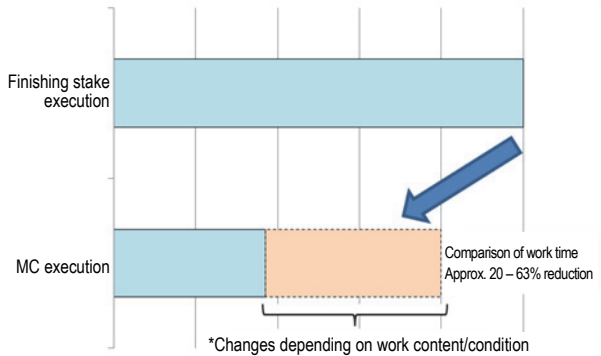 Finishing stake
execution
MC execution
Comparison of work time
Approx. 20 – 63% reduction
*Changes depending on work content/condition